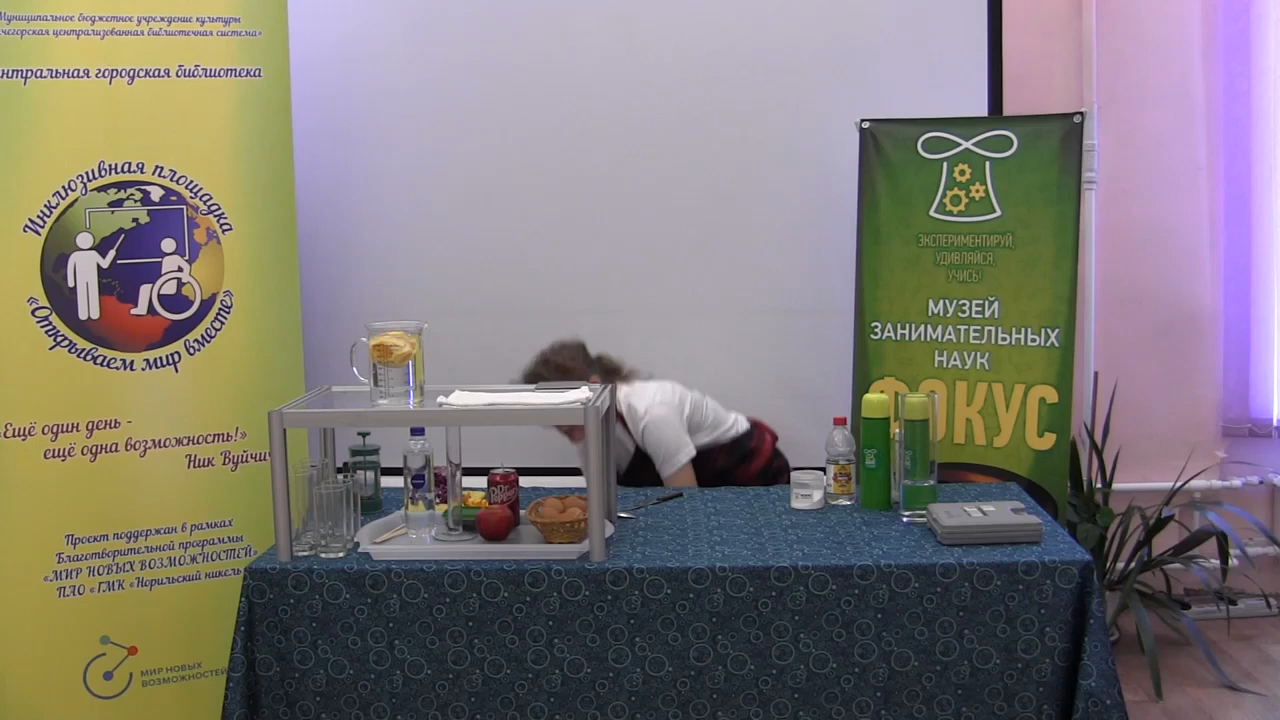 Муниципальное бюджетное учреждение культуры
чегорская централизованная библиотечная система»
нтральная городская библиотека
Инклюзивная площадка
«Открываем мир вместе»
«Ещё один день -
ещё одна возможность!»
Ник Вуйчич
Проект поддержан в рамках
Благотворительной программы
«МИР НОВЫХ ВОЗМОЖНОСТЕЙ»
ПАО «ГМК «Норильский никель
МИР НОВЫХ
ВОЗМОЖНОСТЕЙ
Dr Pepper
ЭКСПЕРИМЕНТИРУЙ,
УДИВЛЯЙСЯ,
УЧИСЬ!
МУЗЕЙ
ЗАНИМАТЕЛЬНЫХ
НАУК
ФОКУС